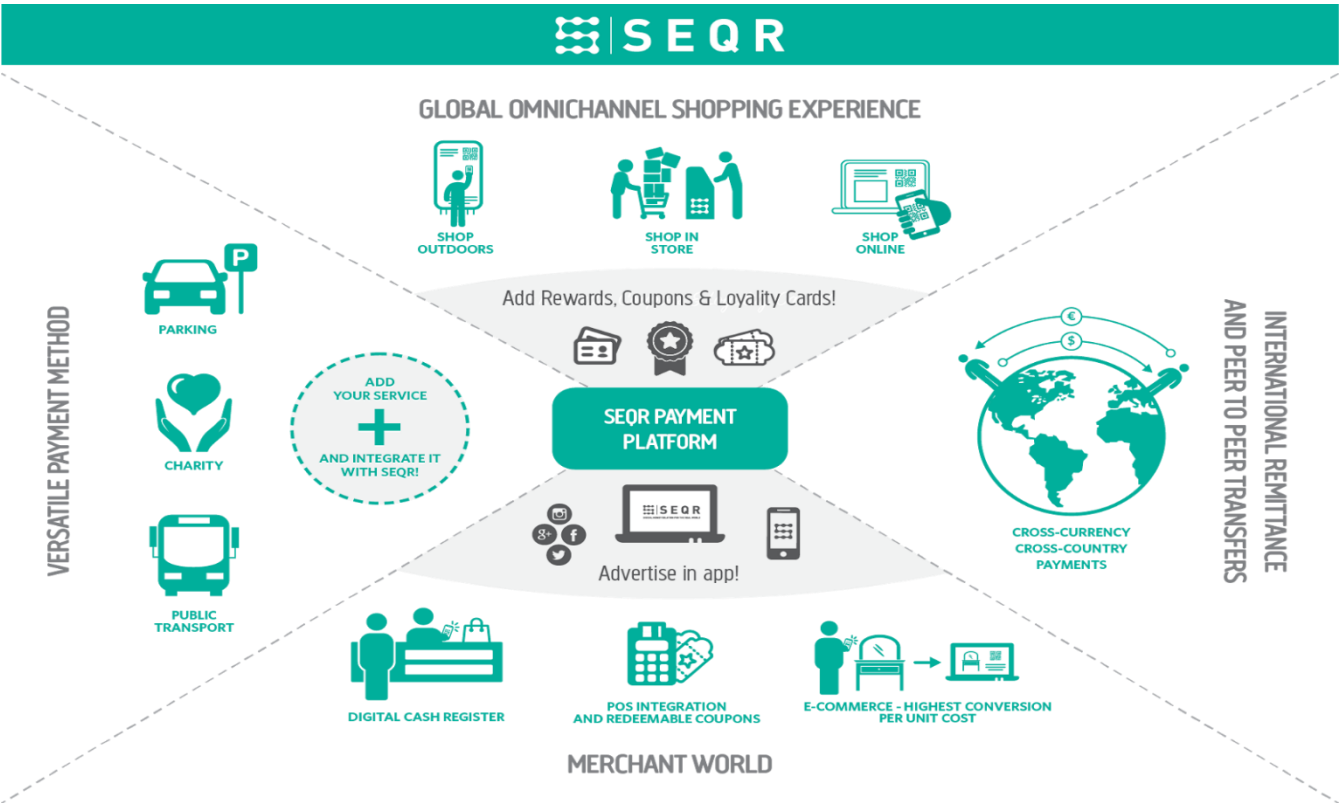 SEQR
GLOBAL OMNICHANNEL SHOPPING EXPERIENCE
SHOP
OUTDOORS
SHOP IN
STORE
SHOP
ONLINE
Add Rewards, Coupons & Loyality Cards!
VERSATILE PAYMENT METHOD
P
PARKING
CHARITY
PUBLIC
TRANSPORT
ADD
YOUR SERVICE
+
AND INTEGRATE IT
WITH SEQR!
SEQR PAYMENT
PLATFORM
SEQR
8+
f
Advertise in app!
€
$
CROSS-CURRENCY
CROSS-COUNTRY
PAYMENTS
INTERNATIONAL REMITTANCE
AND PEER TO PEER TRANSFERS
DIGITAL CASH REGISTER
POS INTEGRATION
AND REDEEMABLE COUPONS
E-COMMERCE - HIGHEST CONVERSION
PER UNIT COST
MERCHANT WORLD